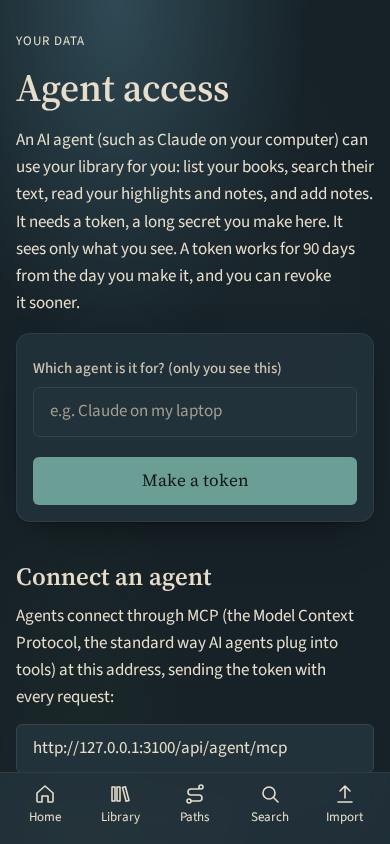 YOUR DATA
Agent access
An AI agent (such as Claude on your computer) can
use your library for you: list your books, search their
text, read your highlights and notes, and add notes.
It needs a token, a long secret you make here. It
sees only what you see. A token works for 90 days
from the day you make it, and you can revoke
it sooner.
Which agent is it for? (only you see this)
e.g. Claude on my laptop
Make a token
Connect an agent
Agents connect through MCP (the Model Context
Protocol, the standard way AI agents plug into
tools) at this address, sending the token with
every request:
http://127.0.0.1:3100/api/agent/mcp
Home Library Paths Search Import